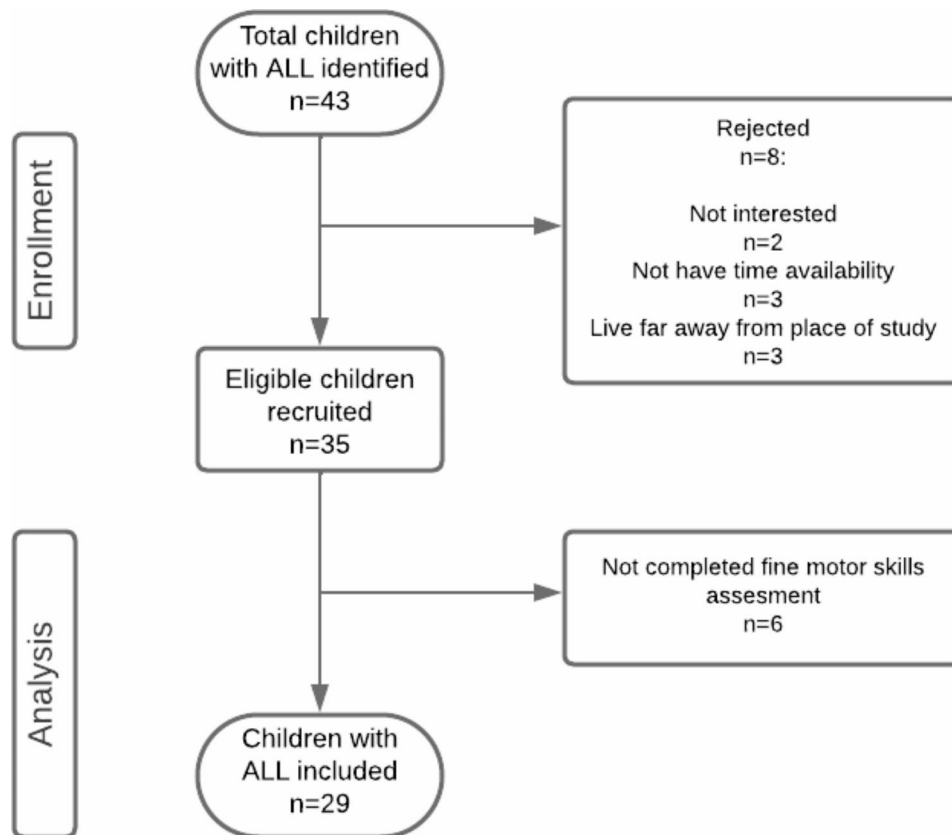 Total children
with ALL identified
n=43
Enrollment
Rejected
n=8:
Not interested
n=2
Not have time availability
n=3
Live far away from place of study
n=3
Eligible children
recruited
n=35
Analysis
Not completed fine motor skills
assesment
n=6
Children with
ALL included
n=29